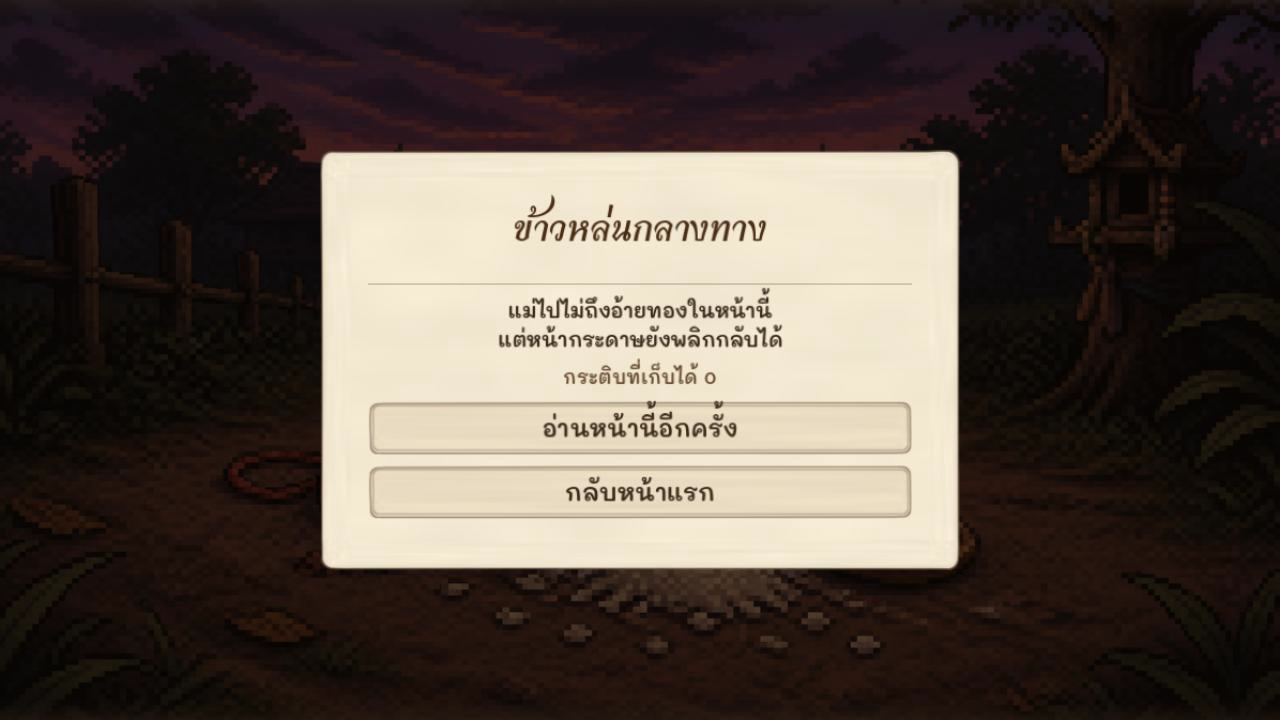 ข้าวหล่นกลางทาง
แม่ไปไม่ถึงอ้ายทองในหน้านี้
แต่หน้ากระดาษยังพลิกกลับได้
กระติบที่เก็บได้ 0
อ่านหน้านี้อีกครั้ง
กลับหน้าแรก